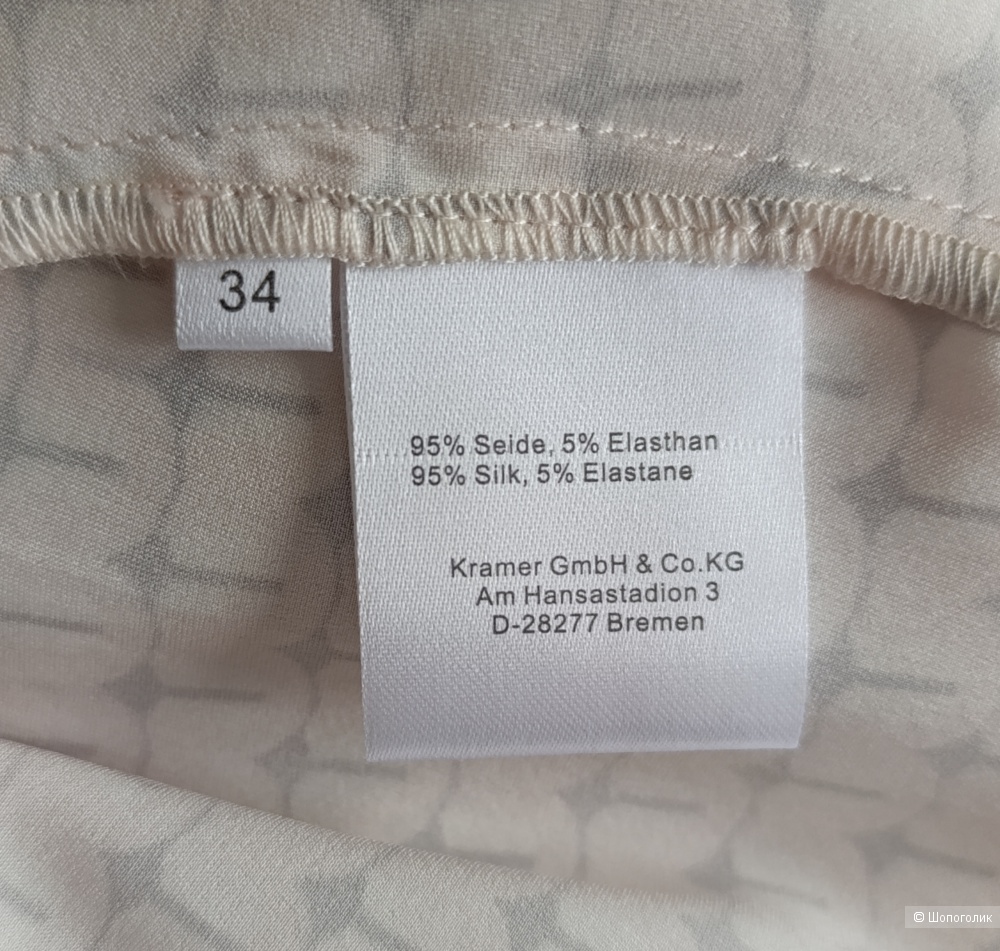 34
95% Seide, 5% Elasthan
95% Silk, 5% Elastane
Kramer GmbH & Co.KG
Am Hansastadion 3
D-28277 Bremen
© Шопоголик